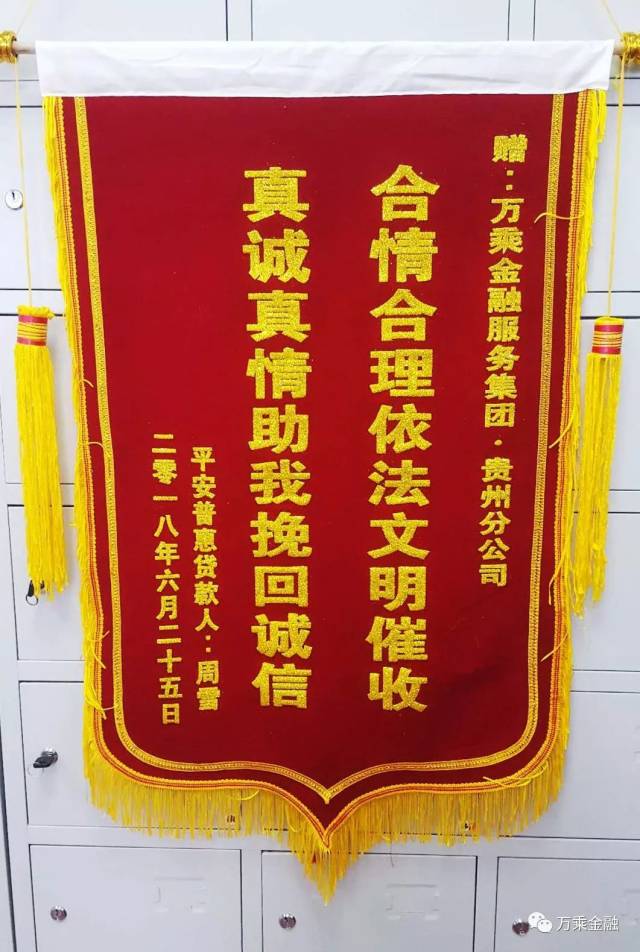 赠：万乘金融服务集团·贵州分公司
合情合理依法文明催收
真诚真情助我挽回诚信
平安普惠贷款人：周雪
二零一八年六月二十五日
万乘金融